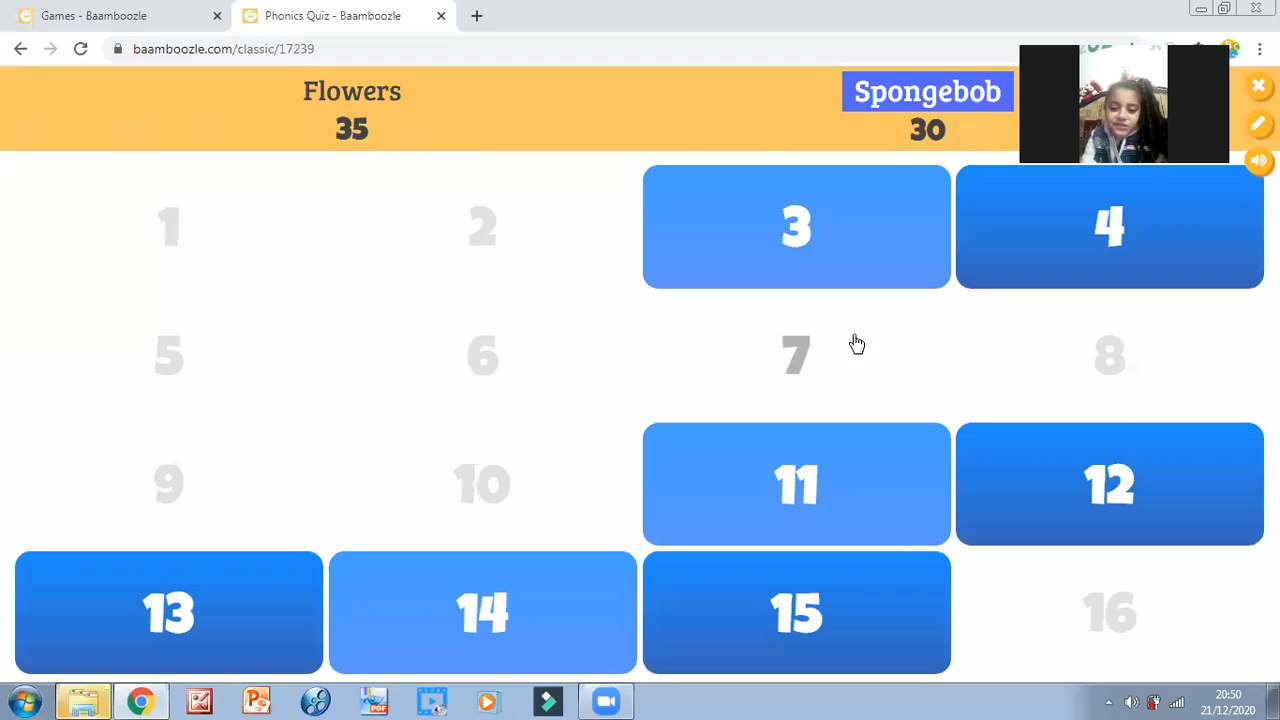 Games - Baamboozle
Phonics Quiz - Baamboozle
baamboozle.com/classic/17239
Flowers
35
Spongebob
30
1 2 3 4
5 6 7 8
9 10 11 12
13 14 15 16
20:50
21/12/2020